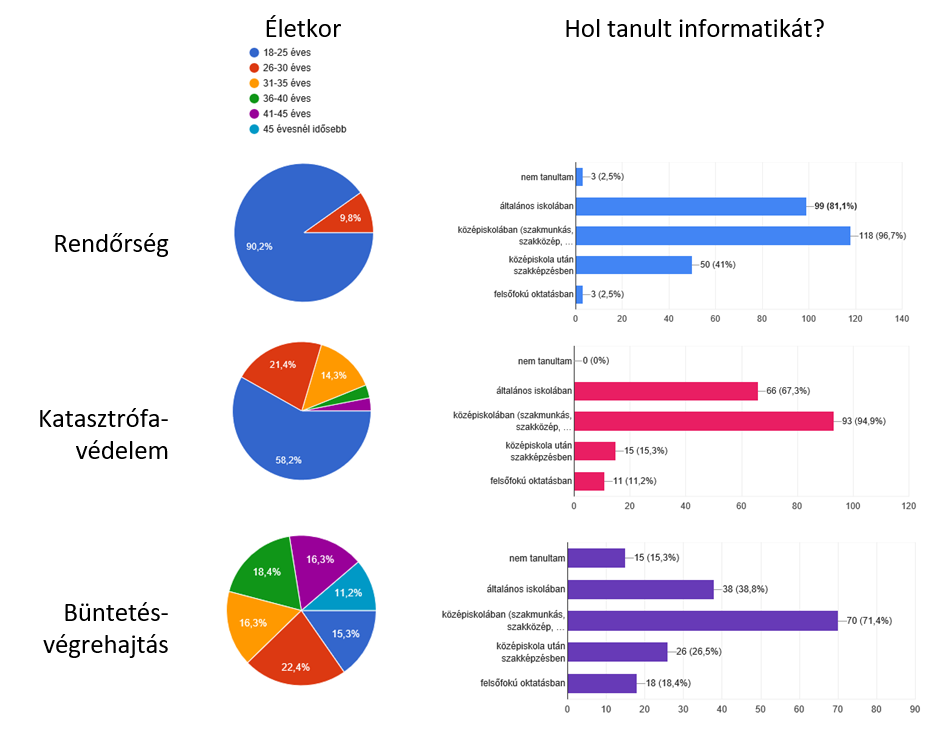 Életkor
Hol tanult informatikát?
18-25 éves
26-30 éves
31-35 éves
36-40 éves
41-45 éves
45 évesnél idősebb
Rendőrség
90,2%
9,8%
nem tanultam
3 (2,5%)
általános iskolában
99 (81,1%)
középiskolában (szakmunkás,
szakközép, ...
118 (96,7%)
középiskola után
szakképzésben
50 (41%)
felsőfokú oktatásban
3 (2,5%)
0 20 40 60 80 100 120 140
Katasztrófa-
védelem
21,4%
14,3%
58,2%
nem tanultam
0 (0%)
általános iskolában
66 (67,3%)
középiskolában (szakmunkás,
szakközép, ...
93 (94,9%)
középiskola után
szakképzésben
15 (15,3%)
felsőfokú oktatásban
11 (11,2%)
0 20 40 60 80 100 120
Büntetés-
végrehajtás
16,3%
18,4%
11,2%
16,3%
15,3%
22,4%
nem tanultam
15 (15,3%)
általános iskolában
38 (38,8%)
középiskolában (szakmunkás,
szakközép, ...
70 (71,4%)
középiskola után
szakképzésben
26 (26,5%)
felsőfokú oktatásban
18 (18,4%)
0 10 20 30 40 50 60 70 80 90